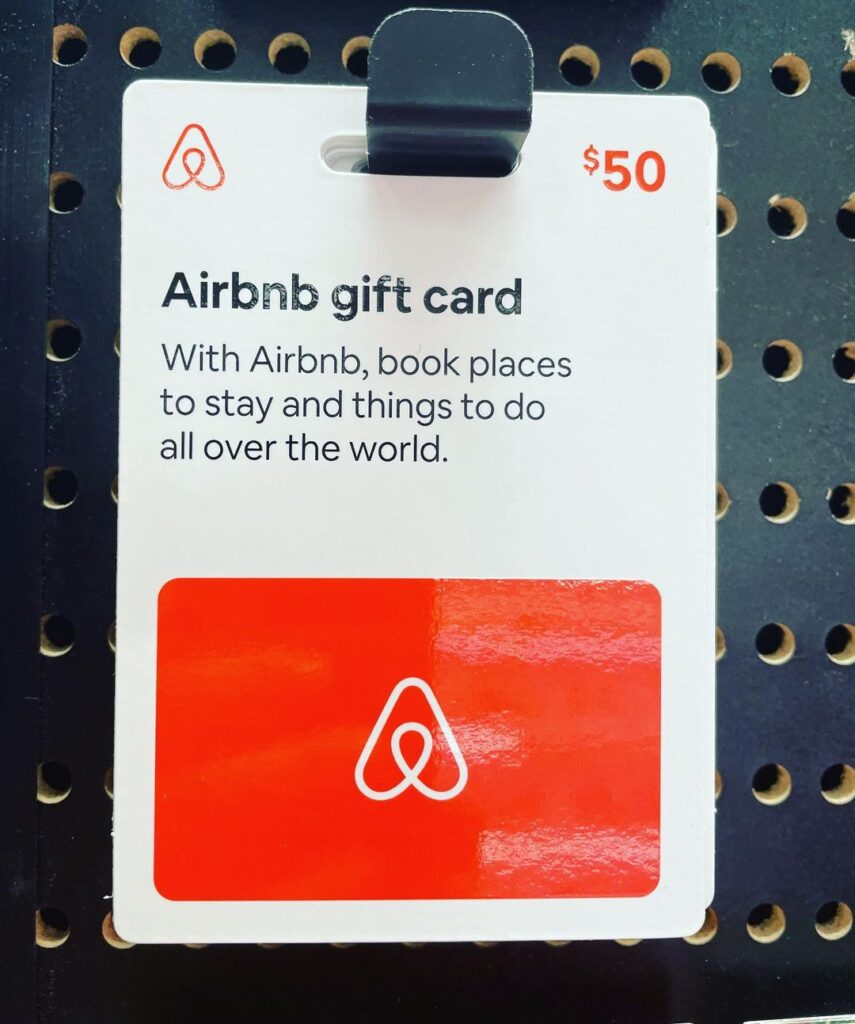 $50
Airbnb gift card
With Airbnb, book places
to stay and things to do
all over the world.